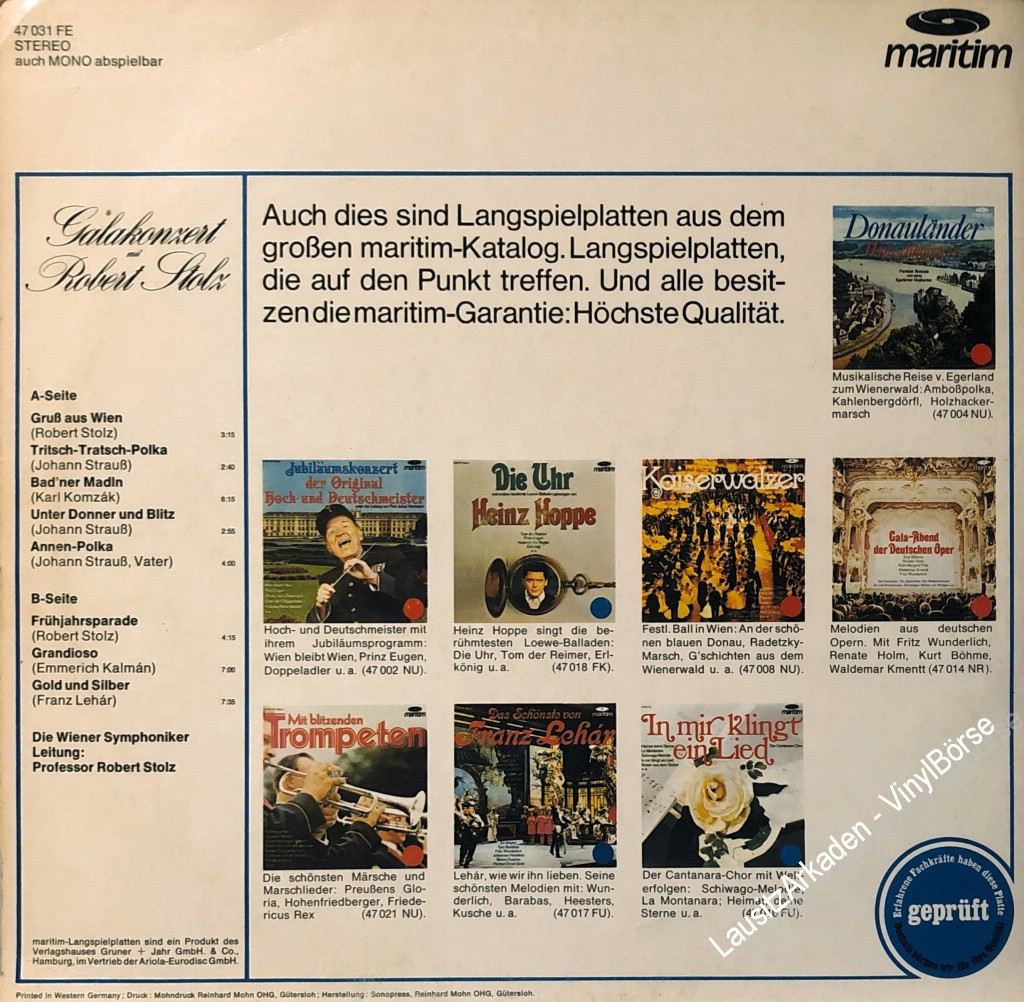 47 031 FE
STEREO
auch MONO abspielbar
maritim
Galakonzert
mit
Robert Stolz
A-Seite
Gruß aus Wien
(Robert Stolz) 3:15
Tritsch-Tratsch-Polka
(Johann Strauß) 2:40
Bad'ner Madln
(Karl Komzák) 6:15
Unter Donner und Blitz
(Johann Strauß) 2:55
Annen-Polka
(Johann Strauß, Vater) 4:00
B-Seite
Frühjahrsparade
(Robert Stolz) 4:15
Grandioso
(Emmerich Kalmán) 7:00
Gold und Silber
(Franz Lehár) 7:35
Die Wiener Symphoniker
Leitung:
Professor Robert Stolz
maritim-Langspielplatten sind ein Produkt des
Verlagshauses Gruner + Jahr GmbH. & Co.,
Hamburg, im Vertrieb der Ariola-Eurodisc GmbH.
Auch dies sind Langspielplatten aus dem
großen maritim-Katalog. Langspielplatten,
die auf den Punkt treffen. Und alle besit-
zen die maritim-Garantie: Höchste Qualität.
Donauländer
Musikalische Reise v. Egerland
zum Wienerwald: Amboßpolka,
Kahlenbergdörfl, Holzhacker-
marsch (47 004 NU).
Jubiläumskonzert
der Original
Hoch-und Deutschmeister
Hoch- und Deutschmeister mit
ihrem Jubiläumsprogramm:
Wien bleibt Wien, Prinz Eugen,
Doppeladler u. a. (47 002 NU).
maritim
Die Uhr
Heinz Hoppe
Heinz Hoppe singt die be-
rühmtesten Loewe-Balladen:
Die Uhr, Tom der Reimer, Erl-
könig u. a. (47 018 FK).
Kaiserwalzer
Festl. Ball in Wien: An der schö-
nen blauen Donau, Radetzky-
Marsch, G'schichten aus dem
Wienerwald u. a. (47 008 NU).
Gala-Abend
der Deutschen Oper
Melodien aus deutschen
Opern. Mit Fritz Wunderlich,
Renate Holm, Kurt Böhme,
Waldemar Kmentt (47 014 NR).
maritim
Mit blitzenden
Trompeten
Die schönsten Märsche und
Marschlieder: Preußens Glo-
ria, Hohenfriedberger, Friede-
ricus Rex (47 021 NU).
Das Schönste von
Franz Lehár
Lehár, wie wir ihn lieben. Seine
schönsten Melodien mit: Wun-
derlich, Barabas, Heesters,
Kusche u. a. (47 017 FU).
maritim
In mir klingt
ein Lied
Der Cantanara-Chor mit Welt-
erfolgen: Schiwago-Melodie,
La Montanara; Heimat deine
Sterne u. a.
LausitzArkaden - VinylBörse
Erfahrene Fachkräfte haben diese Platte
geprüft
Deshalb bürgen wir für ihre Qualität
Printed in Western Germany; Druck: Mohndruck Reinhard Mohn OHG, Gütersloh; Herstellung: Sonopress, Reinhard Mohn OHG, Gütersloh.